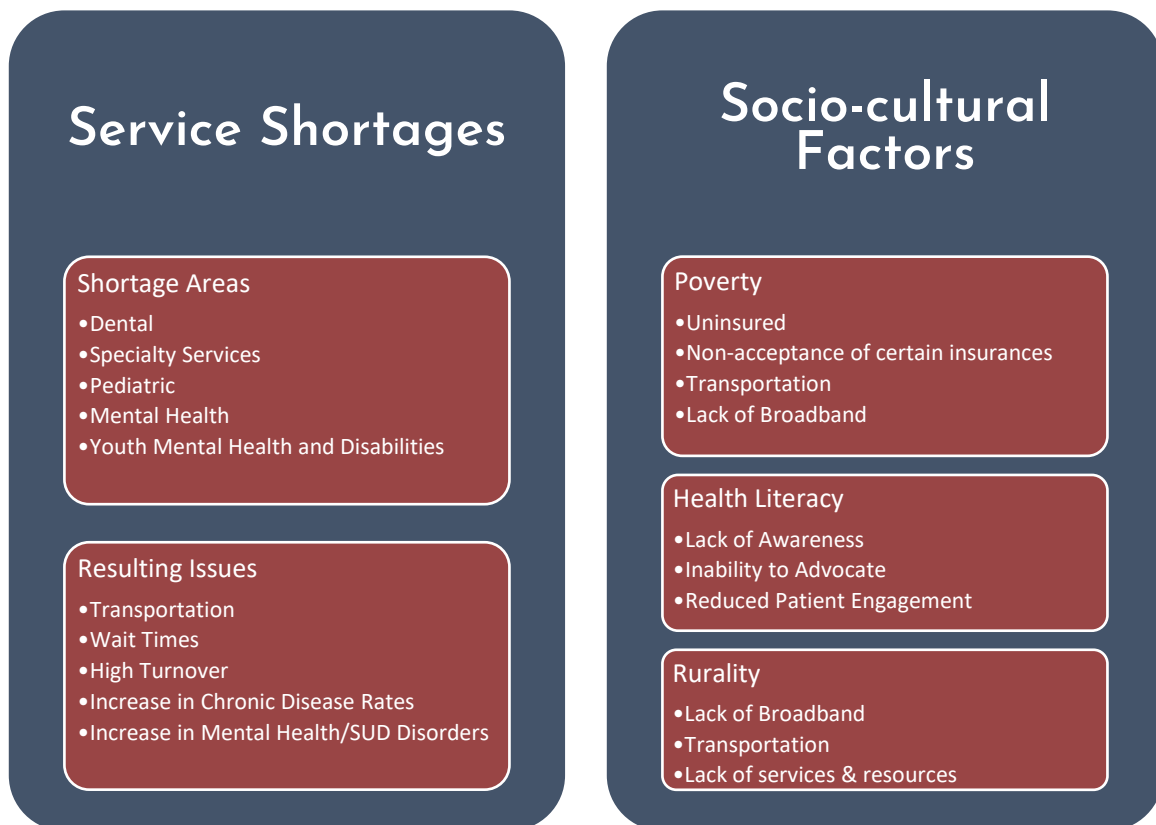 Service Shortages
Shortage Areas
•Dental
•Specialty Services
•Pediatric
•Mental Health
•Youth Mental Health and Disabilities
Resulting Issues
•Transportation
•Wait Times
•High Turnover
•Increase in Chronic Disease Rates
•Increase in Mental Health/SUD Disorders
Socio-cultural
Factors
Poverty
•Uninsured
•Non-acceptance of certain insurances
•Transportation
•Lack of Broadband
Health Literacy
•Lack of Awareness
•Inability to Advocate
•Reduced Patient Engagement
Rurality
•Lack of Broadband
•Transportation
•Lack of services & resources